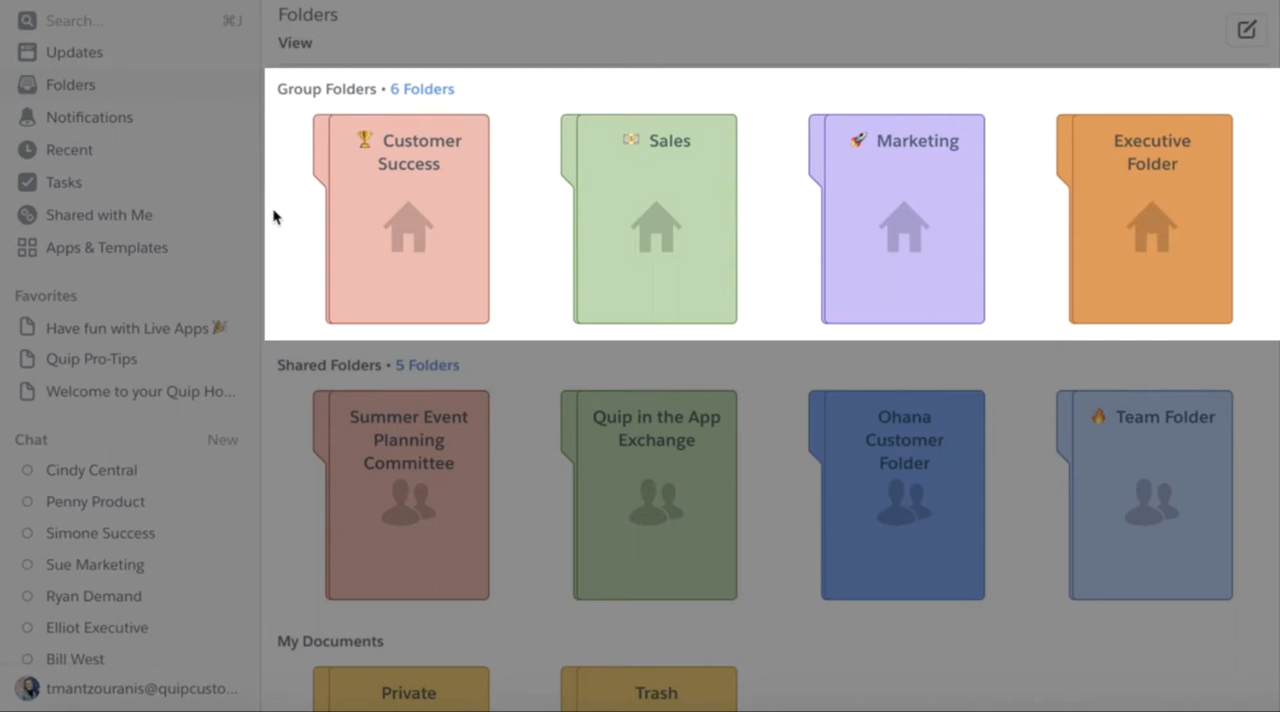 Search... ⌘J
Updates
Folders
Notifications
Recent
Tasks
Shared with Me
Apps & Templates
Favorites
Have fun with Live Apps 🎉
Quip Pro-Tips
Welcome to your Quip Ho...
Chat New
Cindy Central
Penny Product
Simone Success
Sue Marketing
Ryan Demand
Elliot Executive
Bill West
tmantzouranis@quipcusto...
Folders
View
Group Folders • 6 Folders
🏆 Customer
Success
💴 Sales
🚀 Marketing
Executive
Folder
Shared Folders • 5 Folders
Summer Event
Planning
Committee
Quip in the App
Exchange
Ohana
Customer
Folder
🔥 Team Folder
My Documents
Private
Trash